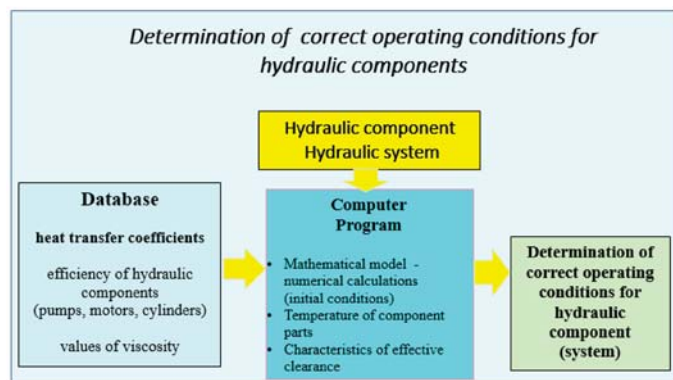 Determination of correct operating conditions for
hydraulic components
Hydraulic component
Hydraulic system
Database
heat transfer coefficients
efficiency of hydraulic
components
(pumps, motors, cylinders)
values of viscosity
Computer
Program
• Mathematical model -
numerical calculations
(initial conditions)
• Temperature of component
parts
• Characteristics of effective
clearance
Determination of
correct operating
conditions for
hydraulic
component
(system)